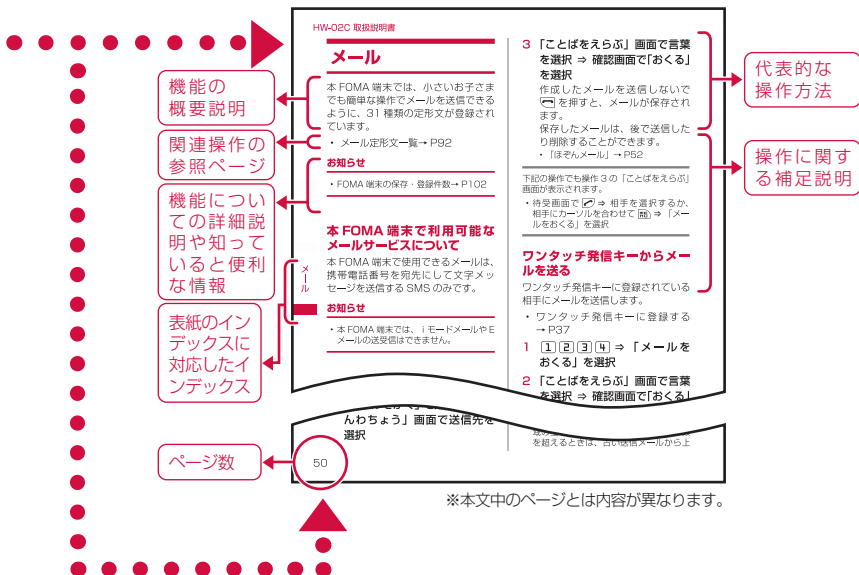 HW-02C 取扱説明書
メール
本 FOMA 端末では、小さいお子さま
でも簡単な操作でメールを送信できる
ように、31 種類の定形文が登録され
ています。
・ メール定形文一覧→ P92
お知らせ
・FOMA 端末の保存・登録件数→ P102
本 FOMA 端末で利用可能な
メールサービスについて
本 FOMA 端末で使用できるメールは、
携帯電話番号を宛先にして文字メッ
セージを送信する SMS のみです。
お知らせ
・本 FOMA 端末では、ｉモードメールや E
メールの送受信はできません。
メール
んわちょう」画面で送信先を
選択
50
3 「ことばをえらぶ」画面で言葉
を選択 ⇒ 確認画面で「おくる」
を選択
作成したメールを送信しないで
を押すと、メールが保存され
ます。
保存したメールは、後で送信した
り削除することができます。
・「ほぞんメール」→ P52
下記の操作でも操作 3 の「ことばをえらぶ」
画面が表示されます。
・待受画面で ⇒ 相手を選択するか、
相手にカーソルを合わせて ⇒ 「メー
ルをおくる」を選択
ワンタッチ発信キーからメー
ルを送る
ワンタッチ発信キーに登録されている
相手にメールを送信します。
・ ワンタッチ発信キーに登録する
→ P37
1 1 2 3 4 ⇒ 「メールを
おくる」を選択
2 「ことばをえらぶ」画面で言葉
を選択 ⇒ 確認画面で「おくる」
を超えるときは、古い送信メールから上
機能の
概要説明
関連操作の
参照ページ
機能につい
ての詳細説
明や知って
いると便利
な情報
表紙のイン
デックスに
対応したイ
ンデックス
ページ数
代表的な
操作方法
操作に関す
る補足説明
※本文中のページとは内容が異なります。